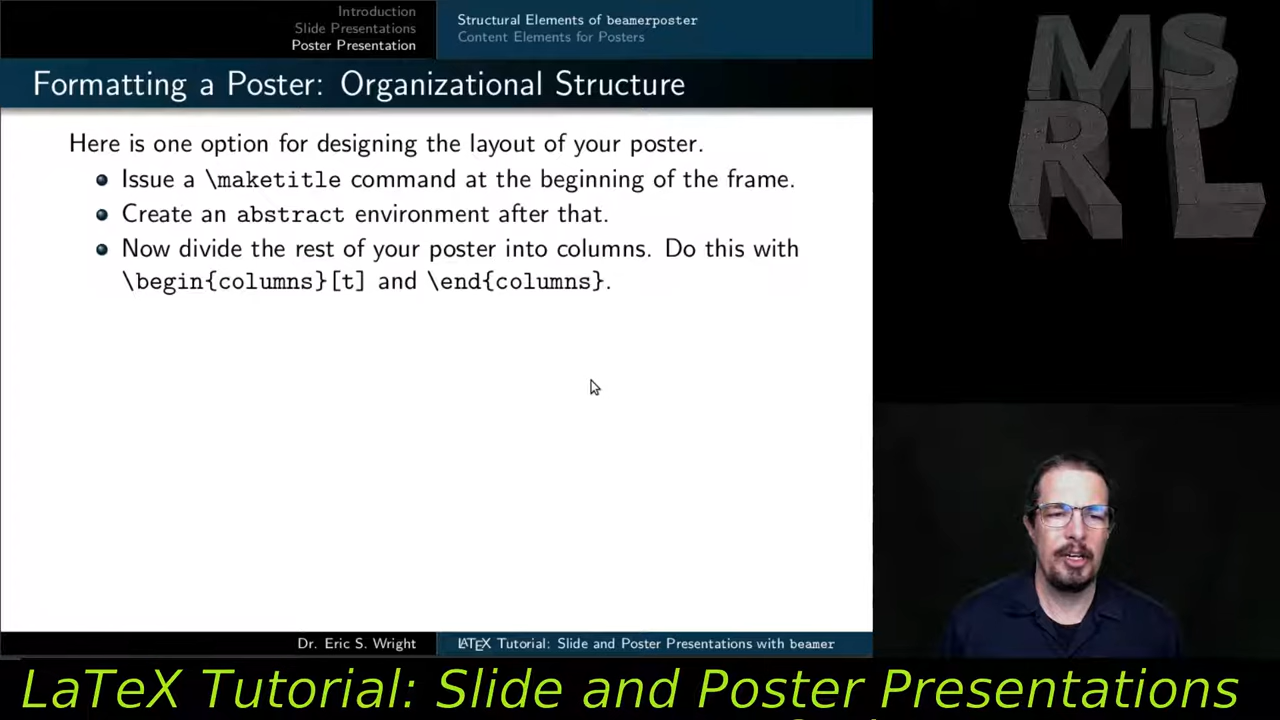 Introduction
Slide Presentations
Poster Presentation
Structural Elements of beamerposter
Content Elements for Posters
Formatting a Poster: Organizational Structure
Here is one option for designing the layout of your poster.
Issue a \maketitle command at the beginning of the frame.
Create an abstract environment after that.
Now divide the rest of your poster into columns. Do this with
\begin{columns}[t] and \end{columns}.
Dr. Eric S. Wright
LATEX Tutorial: Slide and Poster Presentations with beamer
MS
RL
LaTeX Tutorial: Slide and Poster Presentations